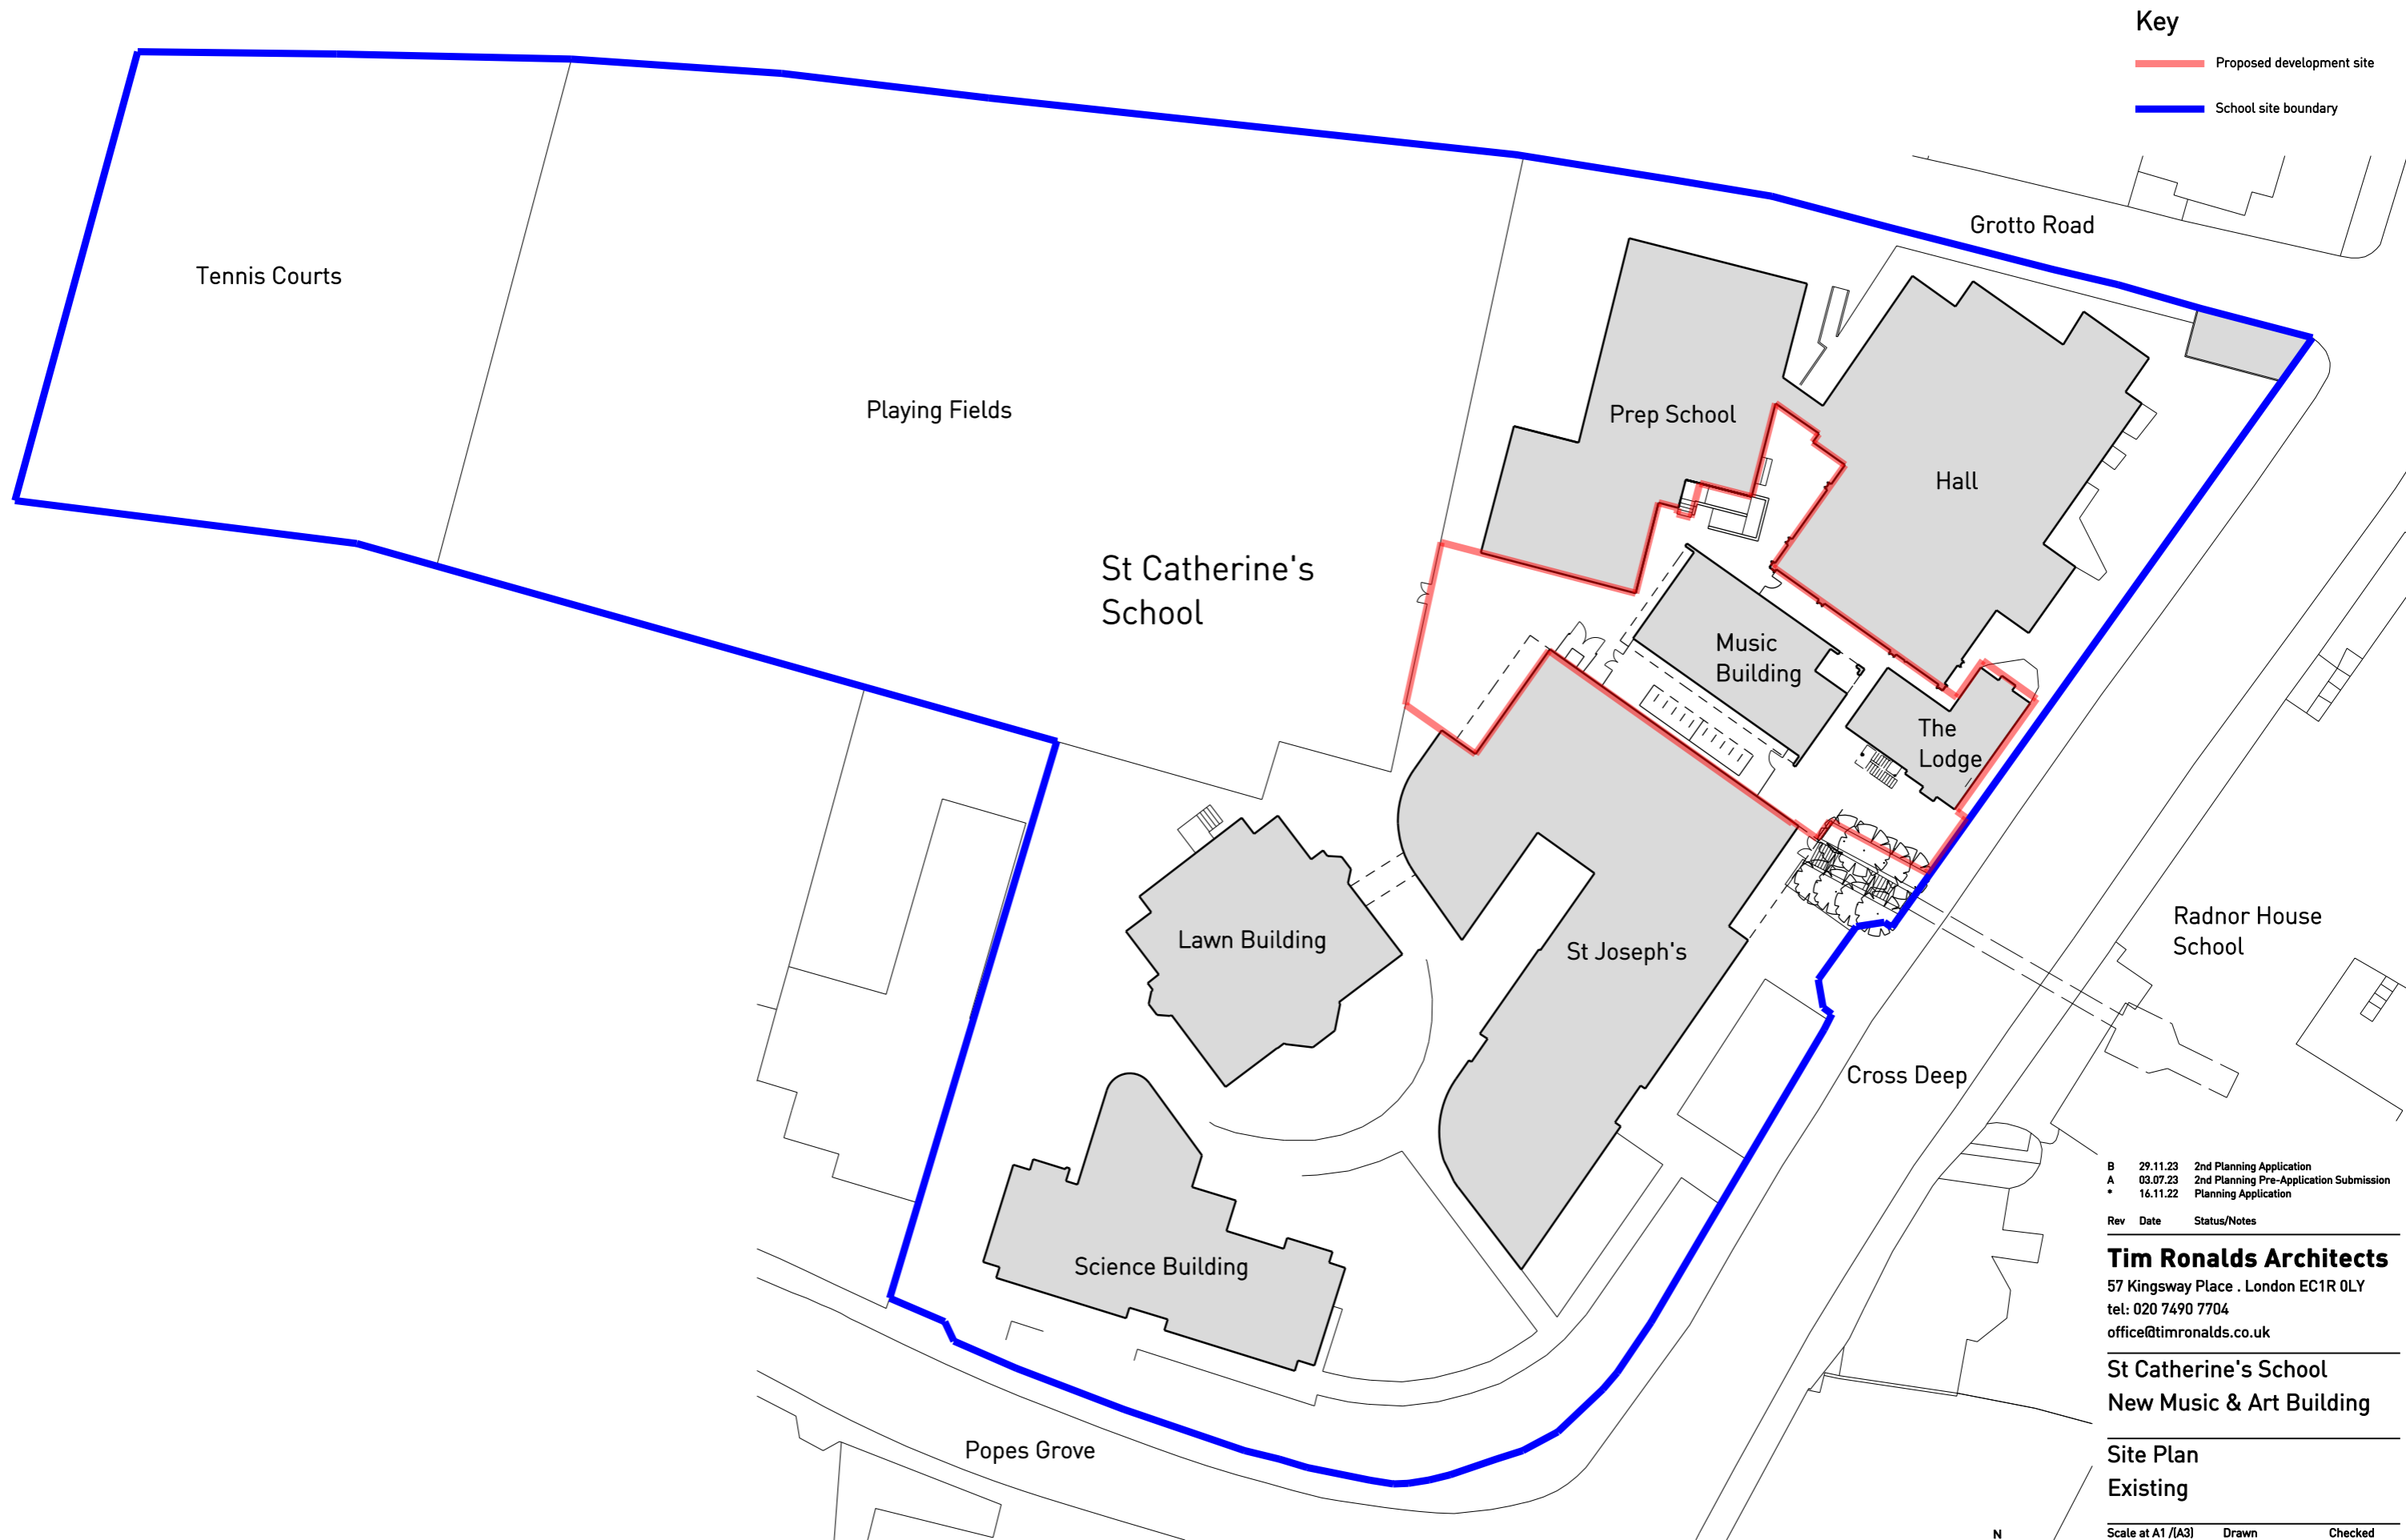 Key
Proposed development site
School site boundary
Grotto Road
Tennis Courts
Playing Fields
Prep School
Hall
St Catherine's
School
Music
Building
The
Lodge
Radnor House
School
Lawn Building
St Joseph's
Cross Deep
Science Building
Popes Grove
B 29.11.23 2nd Planning Application
A 03.07.23 2nd Planning Pre-Application Submission
* 16.11.22 Planning Application
Rev Date Status/Notes
Tim Ronalds Architects
57 Kingsway Place . London EC1R 0LY
tel: 020 7490 7704
office@timronalds.co.uk
St Catherine's School
New Music & Art Building
Site Plan
Existing
N
Scale at A1 /(A3) Drawn Checked